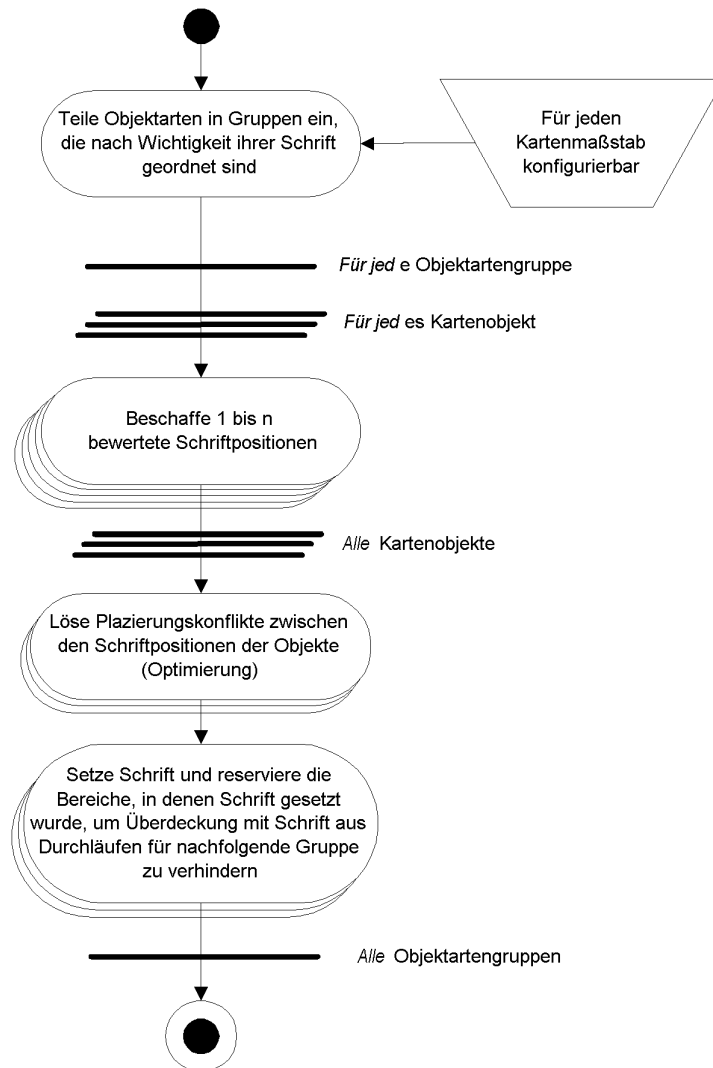 Teile Objektarten in Gruppen ein,
die nach Wichtigkeit ihrer Schrift
geordnet sind
Für jeden
Kartenmaßstab
konfigurierbar
Für jed e Objektartengruppe
Für jed es Kartenobjekt
Beschaffe 1 bis n
bewertete Schriftpositionen
Alle Kartenobjekte
Löse Plazierungskonflikte zwischen
den Schriftpositionen der Objekte
(Optimierung)
Setze Schrift und reserviere die
Bereiche, in denen Schrift gesetzt
wurde, um Überdeckung mit Schrift aus
Durchläufen für nachfolgende Gruppe
zu verhindern
Alle Objektartengruppen